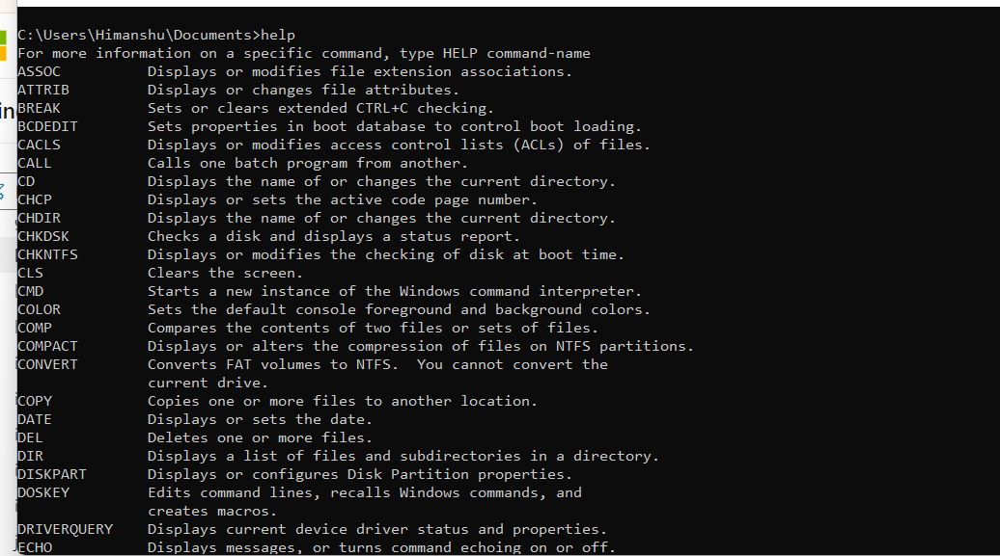 C:\Users\Himanshu\Documents>help
For more information on a specific command, type HELP command-name
ASSOC          Displays or modifies file extension associations.
ATTRIB         Displays or changes file attributes.
BREAK          Sets or clears extended CTRL+C checking.
BCDEDIT        Sets properties in boot database to control boot loading.
CACLS          Displays or modifies access control lists (ACLs) of files.
CALL           Calls one batch program from another.
CD             Displays the name of or changes the current directory.
CHCP           Displays or sets the active code page number.
CHDIR          Displays the name of or changes the current directory.
CHKDSK         Checks a disk and displays a status report.
CHKNTFS        Displays or modifies the checking of disk at boot time.
CLS            Clears the screen.
CMD            Starts a new instance of the Windows command interpreter.
COLOR          Sets the default console foreground and background colors.
COMP           Compares the contents of two files or sets of files.
COMPACT        Displays or alters the compression of files on NTFS partitions.
CONVERT        Converts FAT volumes to NTFS.  You cannot convert the
               current drive.
COPY           Copies one or more files to another location.
DATE           Displays or sets the date.
DEL            Deletes one or more files.
DIR            Displays a list of files and subdirectories in a directory.
DISKPART       Displays or configures Disk Partition properties.
DOSKEY         Edits command lines, recalls Windows commands, and
               creates macros.
DRIVERQUERY    Displays current device driver status and properties.
ECHO           Displays messages, or turns command echoing on or off.